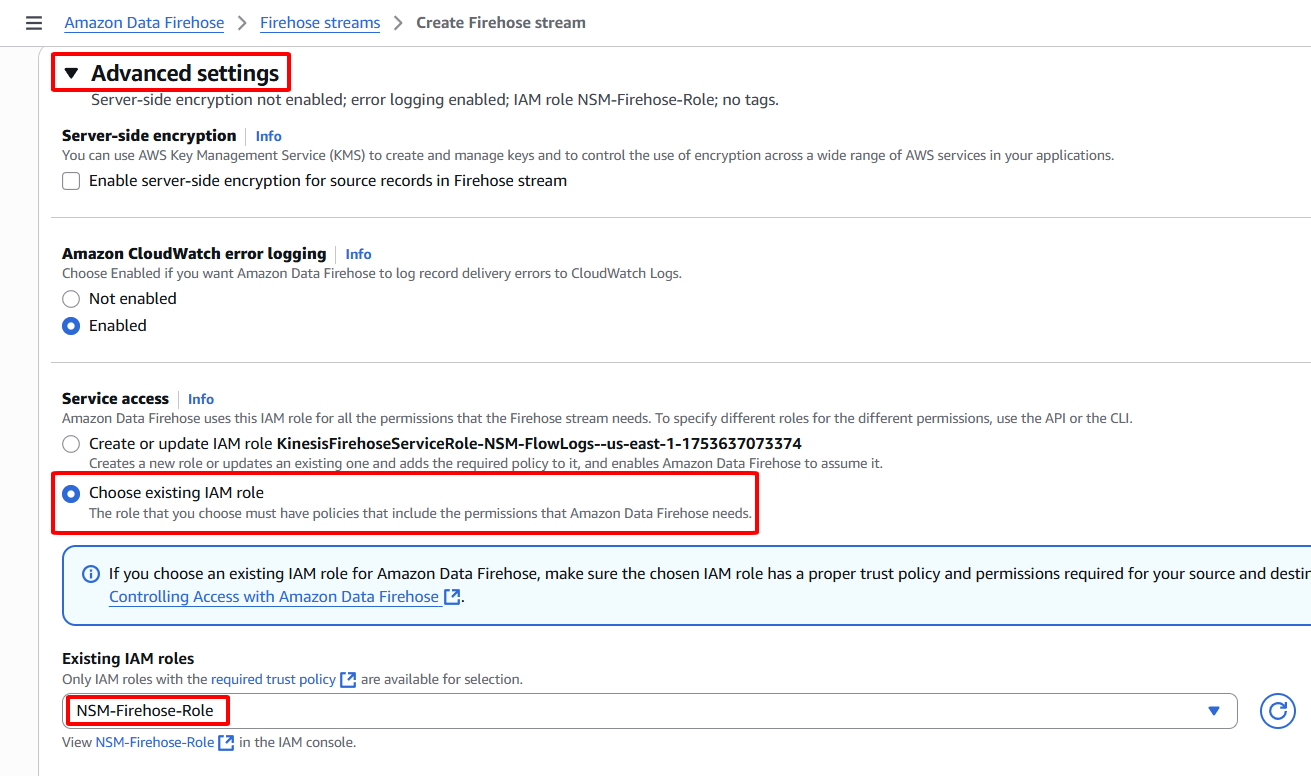 Amazon Data Firehose > Firehose streams > Create Firehose stream
Advanced settings
Server-side encryption not enabled; error logging enabled; IAM role NSM-Firehose-Role; no tags.
Server-side encryption | Info
You can use AWS Key Management Service (KMS) to create and manage keys and to control the use of encryption across a wide range of AWS services in your applications.
Enable server-side encryption for source records in Firehose stream
Amazon CloudWatch error logging | Info
Choose Enabled if you want Amazon Data Firehose to log record delivery errors to CloudWatch Logs.
Not enabled
Enabled
Service access | Info
Amazon Data Firehose uses this IAM role for all the permissions that the Firehose stream needs. To specify different roles for the different permissions, use the API or the CLI.
Create or update IAM role KinesisFirehoseServiceRole-NSM-FlowLogs--us-east-1-1753637073374
Creates a new role or updates an existing one and adds the required policy to it, and enables Amazon Data Firehose to assume it.
Choose existing IAM role
The role that you choose must have policies that include the permissions that Amazon Data Firehose needs.
If you choose an existing IAM role for Amazon Data Firehose, make sure the chosen IAM role has a proper trust policy and permissions required for your source and destin
Controlling Access with Amazon Data Firehose.
Existing IAM roles
Only IAM roles with the required trust policy are available for selection.
NSM-Firehose-Role
View NSM-Firehose-Role in the IAM console.